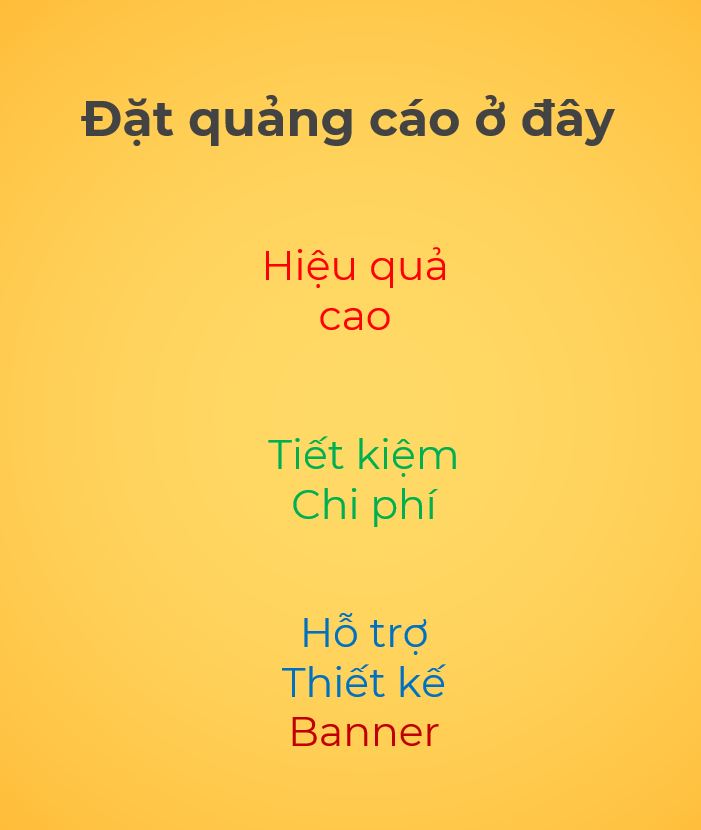 Đặt quảng cáo ở đây
Hiệu quả
cao
Tiết kiệm
Chi phí
Hỗ trợ
Thiết kế
Banner